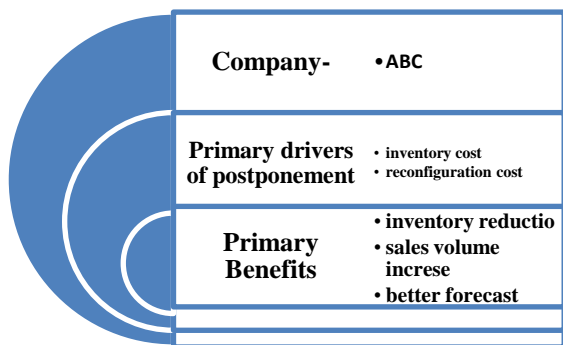 Company-
•ABC
Primary drivers
of postponement
• inventory cost
• reconfiguration cost
Primary
Benefits
• inventory reductio
• sales volume
increse
• better forecast